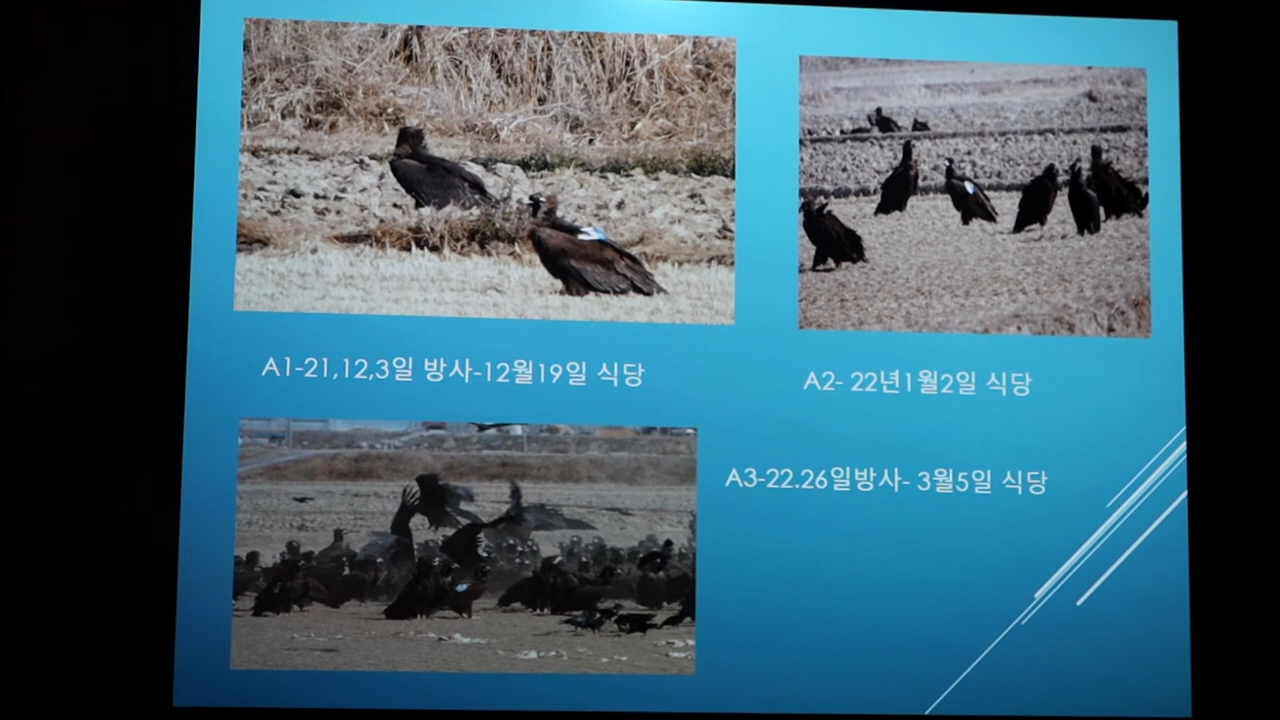 A1-21,12,3일 방사-12월19일 식당
A2- 22년1월2일 식당
A3-22.26일방사- 3월5일 식당